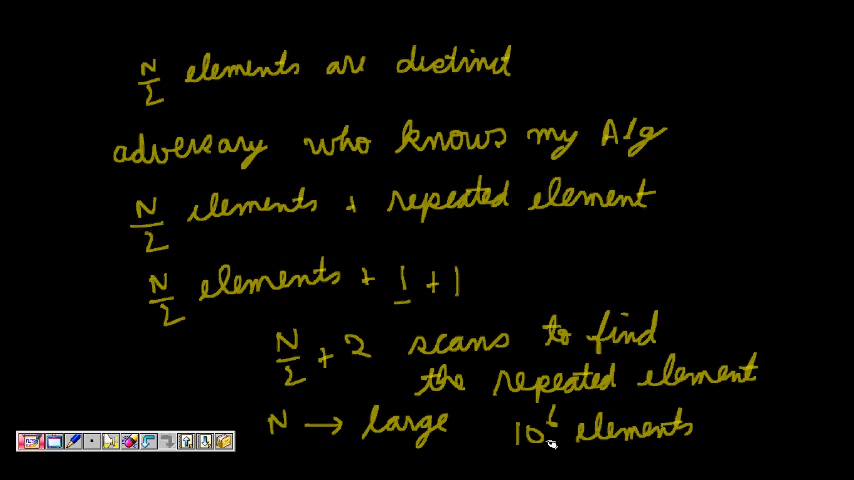 N/2 elements are distinct
adversary who knows my Alg
N/2 elements + repeated element
N/2 elements + 1 + 1
N/2 + 2 scans to find
the repeated element
N → large 10^6 elements